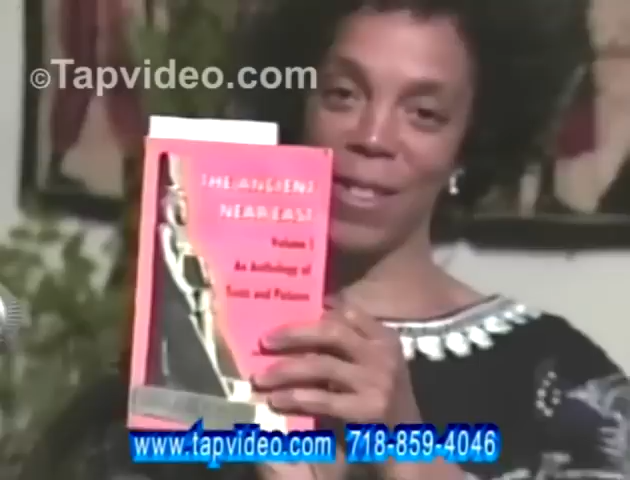 ©Tapvideo.com
THE ANCIENT
NEAR EAST
Volume I
An Anthology of
Texts and Pictures
www.tapvideo.com 718-859-4046